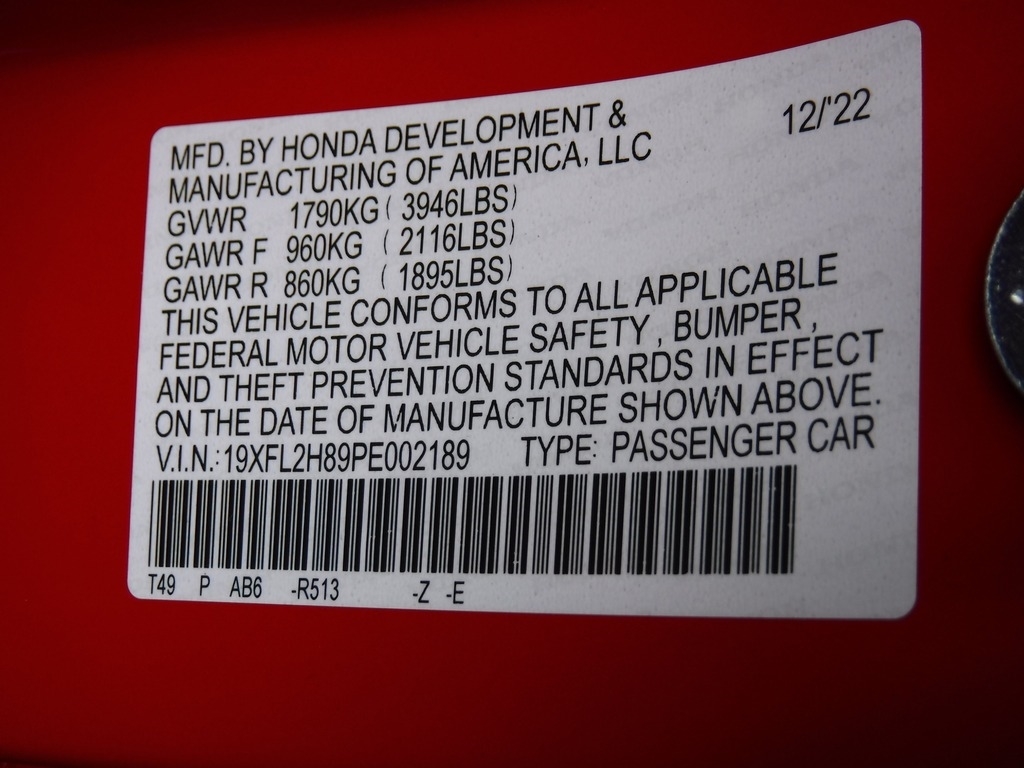 12/'22
MFD. BY HONDA DEVELOPMENT &
MANUFACTURING OF AMERICA, LLC
GVWR 1790KG ( 3946LBS)
GAWR F 960KG ( 2116LBS)
GAWR R 860KG ( 1895LBS)
THIS VEHICLE CONFORMS TO ALL APPLICABLE
FEDERAL MOTOR VEHICLE SAFETY, BUMPER,
AND THEFT PREVENTION STANDARDS IN EFFECT
ON THE DATE OF MANUFACTURE SHOWN ABOVE.
V.I.N.: 19XFL2H89PE002189 TYPE: PASSENGER CAR
T49 P AB6 -R513 -Z -E